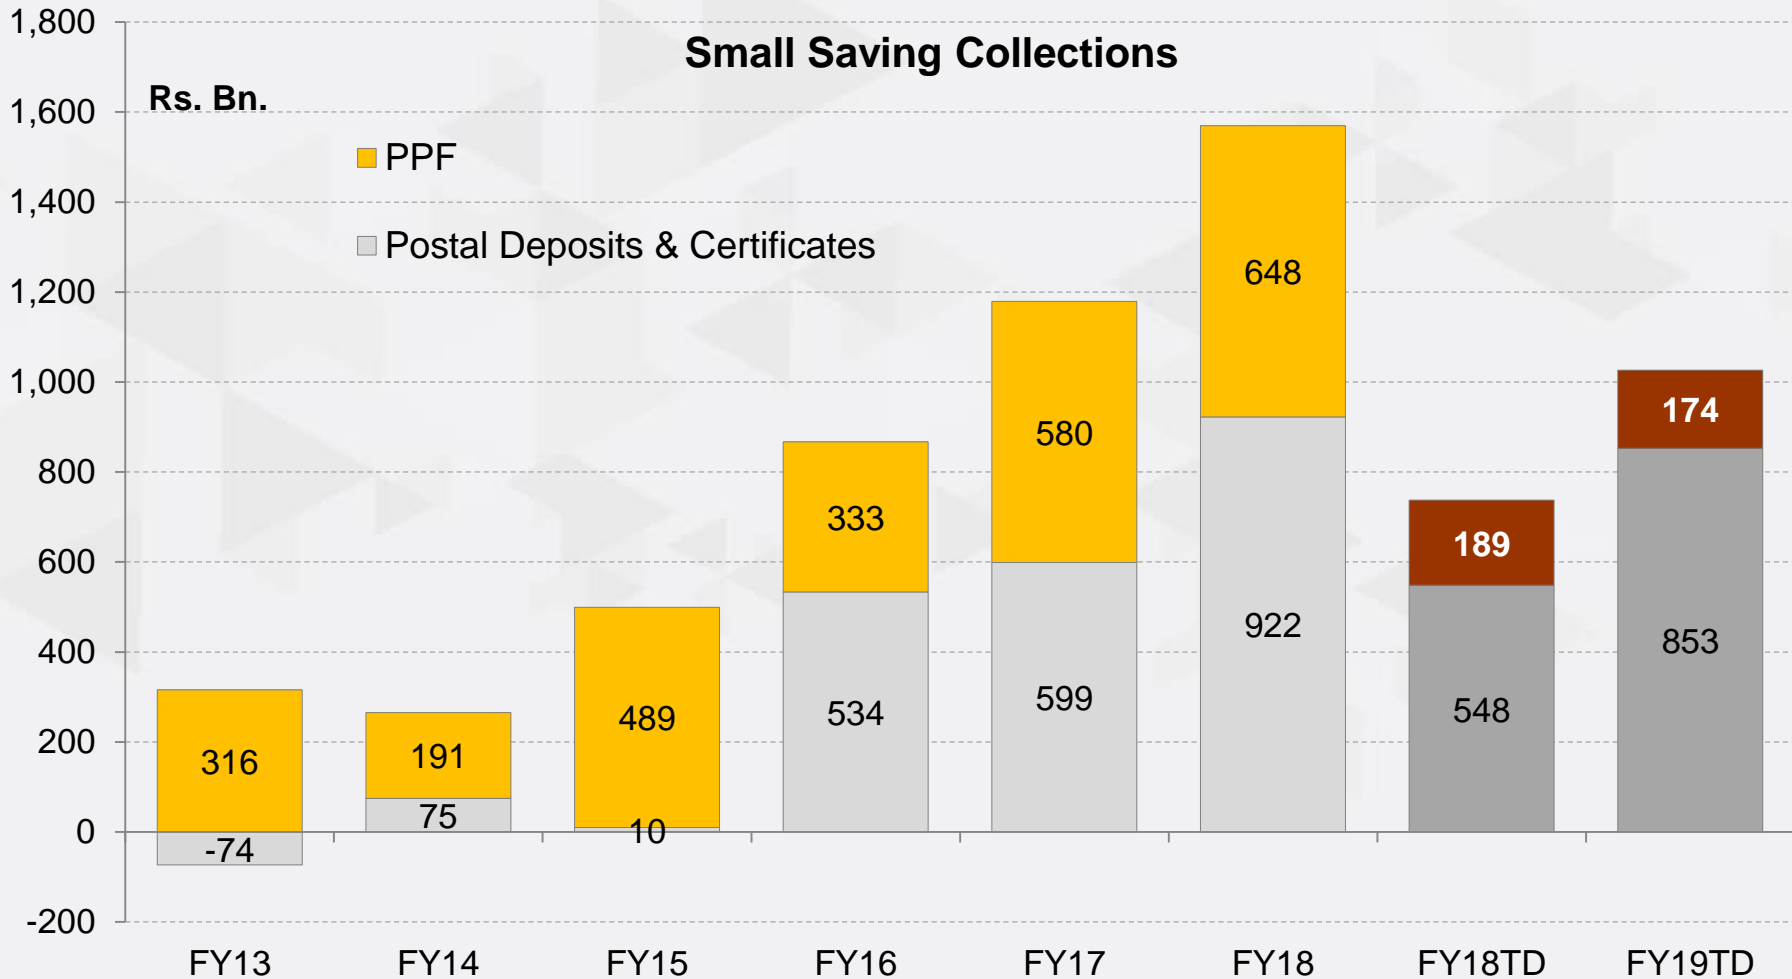 Small Saving Collections
Rs. Bn.
PPF
Postal Deposits & Certificates
1,800
1,600
1,400
1,200
1,000
800
600
400
200
0
-200
316
-74
191
75
489
10
333
534
580
599
648
922
189
548
174
853
FY13
FY14
FY15
FY16
FY17
FY18
FY18TD
FY19TD